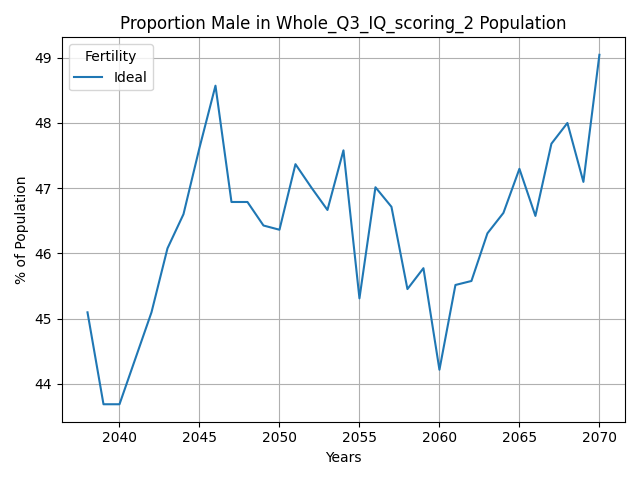 Proportion Male in Whole_Q3_IQ_scoring_2 Population
Fertility
Ideal
49
48
47
46
45
44
% of Population
2040 2045 2050 2055 2060 2065 2070
Years